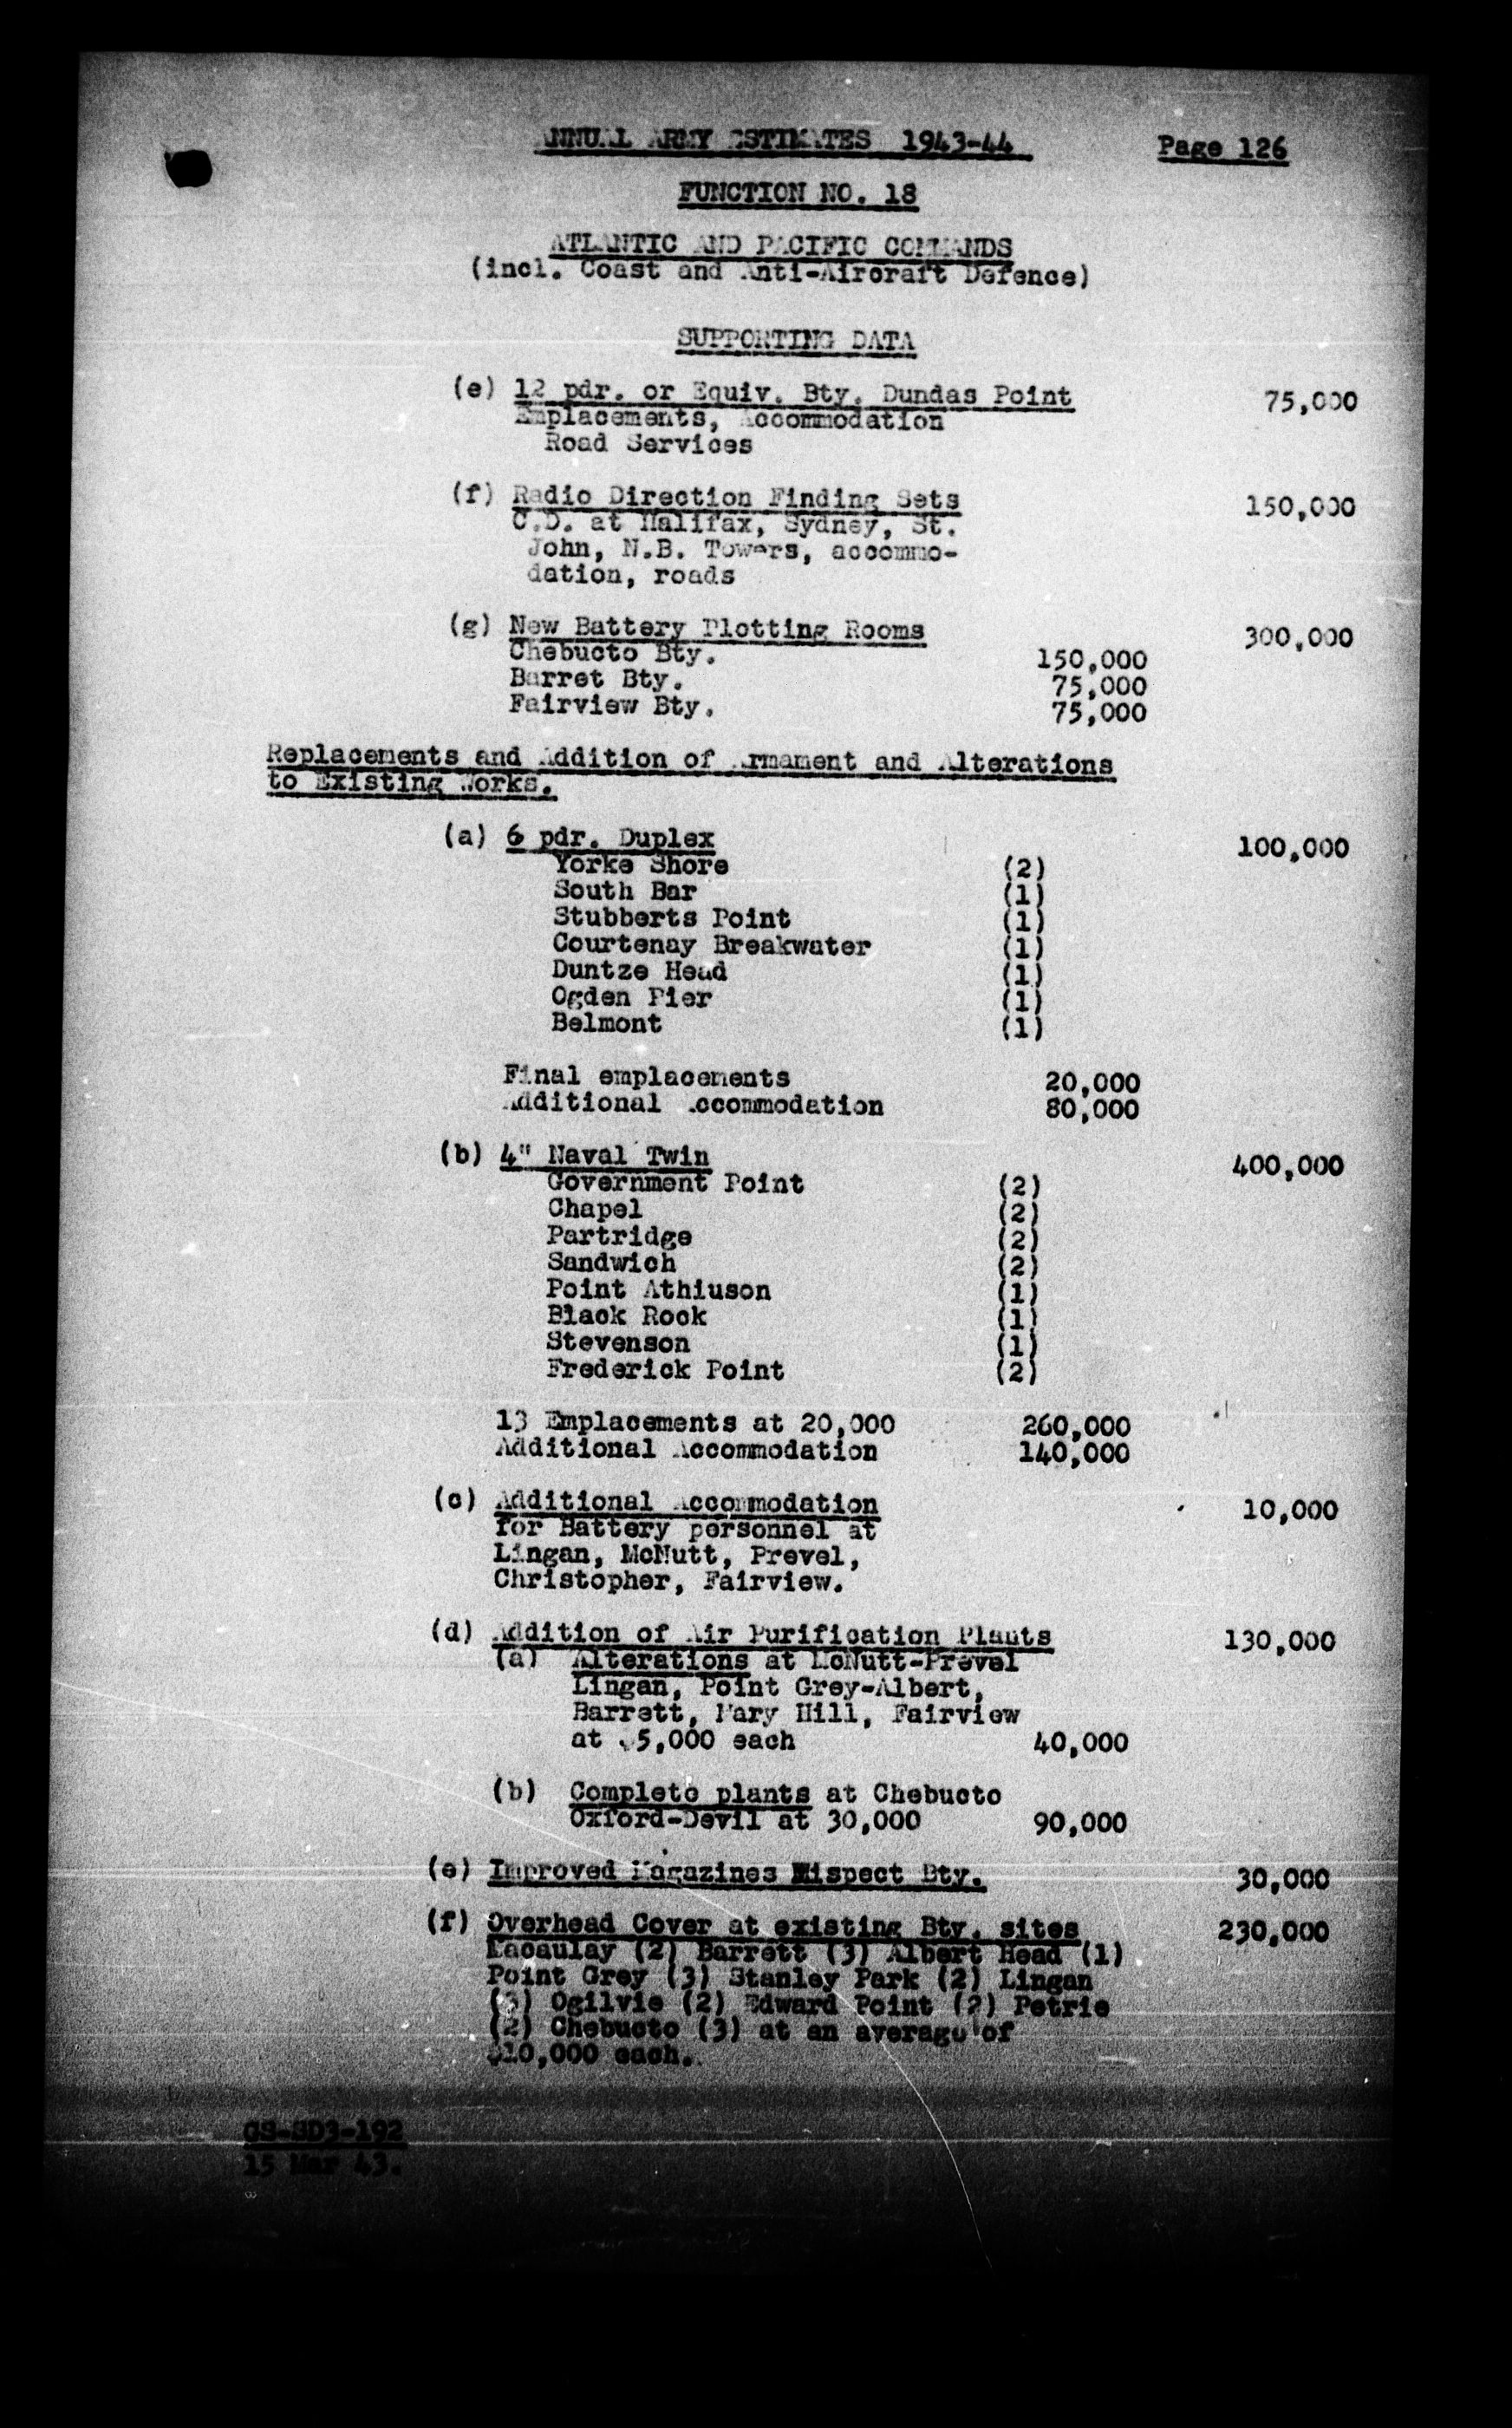 ANNUAL ARMY ESTIMATES 1943-44 Page 126
FUNCTION NO. 18
ATLANTIC AND PACIFIC COMMANDS
(incl. Coast and Anti-Aircraft Defence)
SUPPORTING DATA
(e) 12 pdr. or Equiv. Bty. Dundas Point 75,000
Emplacements, Accommodation
Road Services
(f) Radio Direction Finding Sets 150,000
C.D. at Halifax, Sydney, St.
John, N.B. Towers, accommo-
dation, roads
(g) New Battery Plotting Rooms 300,000
Chebucto Bty. 150,000
Barret Bty. 75,000
Fairview Bty. 75,000
Replacements and Addition of Armament and Alterations
to Existing Works.
(a) 6 pdr. Duplex 100,000
Yorke Shore (2)
South Bar (1)
Stubberts Point (1)
Courtenay Breakwater (1)
Duntze Head (1)
Ogden Pier (1)
Belmont (1)
Final emplacements 20,000
Additional Accommodation 80,000
(b) 4" Naval Twin 400,000
Government Point (2)
Chapel (2)
Partridge (2)
Sandwich (2)
Point Athiuson (1)
Black Rock (1)
Stevenson (1)
Frederick Point (2)
13 Emplacements at 20,000 260,000
Additional Accommodation 140,000
(c) Additional Accommodation 10,000
for Battery personnel at
Lingan, McNutt, Prevel,
Christopher, Fairview.
(d) Addition of Air Purification Plants 130,000
(a) Alterations at McNutt-Prevel
Lingan, Point Grey-Albert,
Barrett, Mary Hill, Fairview
at $5,000 each 40,000
(b) Complete plants at Chebucto
Oxford-Devil at 30,000 90,000
(e) Improved Magazines Mispect Bty. 30,000
(f) Overhead Cover at existing Bty. sites 230,000
Macaulay (2) Barrett (3) Albert Head (1)
Point Grey (3) Stanley Park (2) Lingan
(3) Ogilvie (2) Edward Point (2) Petrie
(2) Chebucto (3) at an average of
$10,000 each.
GS-SD3-192
15 Mar 43.